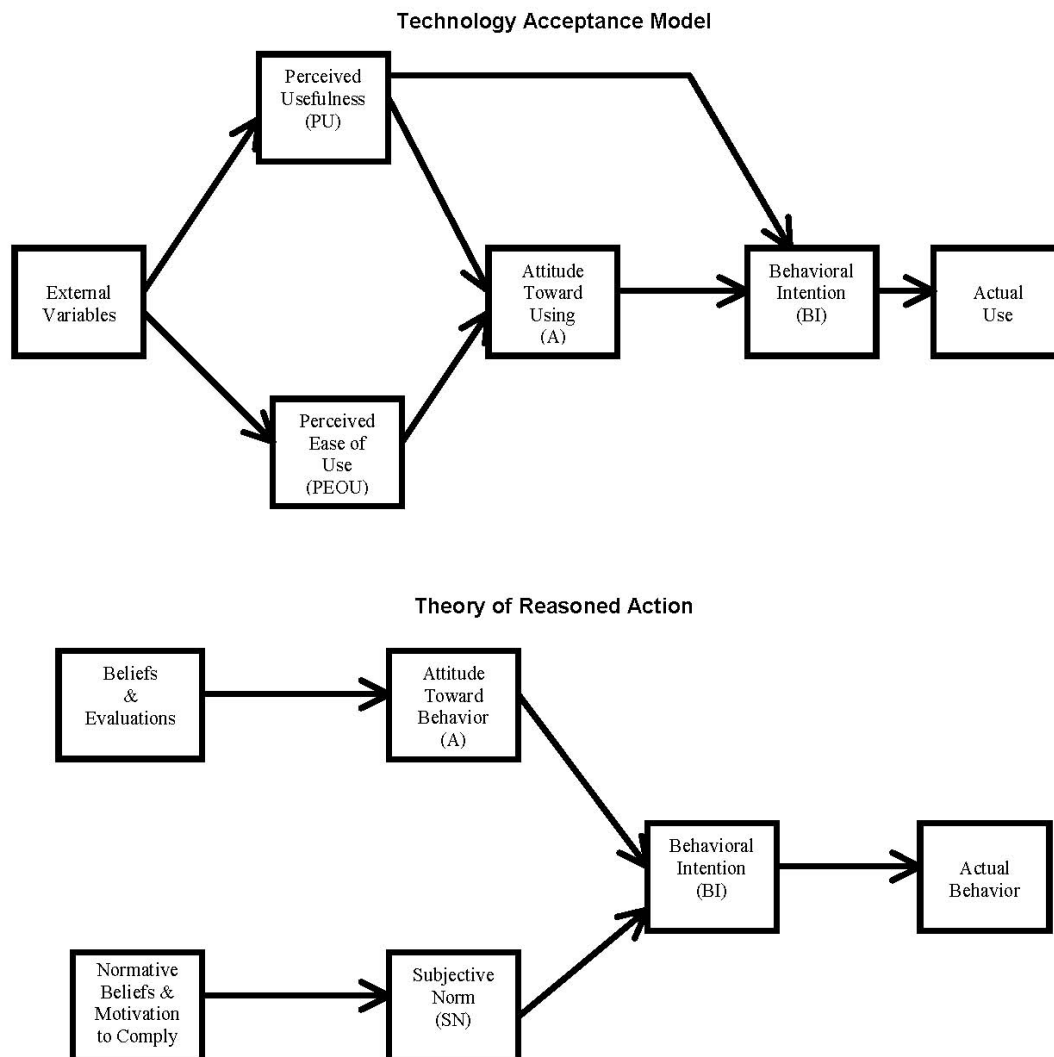 Technology Acceptance Model
Perceived
Usefulness
(PU)
External
Variables
Attitude
Toward
Using
(A)
Behavioral
Intention
(BI)
Actual
Use
Perceived
Ease of
Use
(PEOU)
Theory of Reasoned Action
Beliefs
&
Evaluations
Attitude
Toward
Behavior
(A)
Behavioral
Intention
(BI)
Actual
Behavior
Normative
Beliefs &
Motivation
to Comply
Subjective
Norm
(SN)